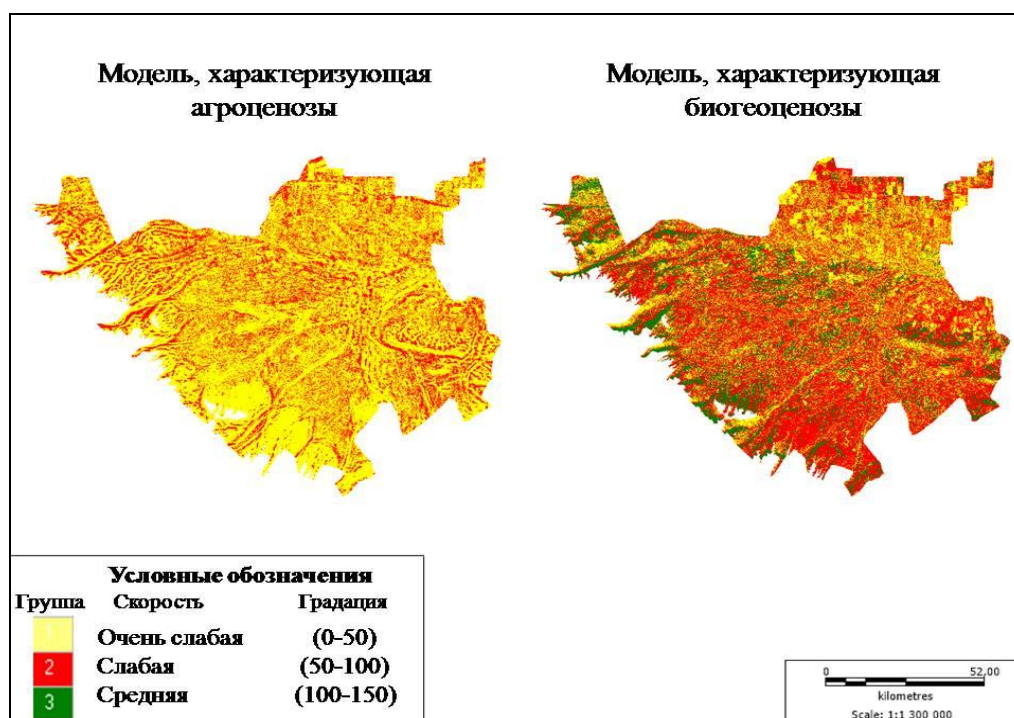 Модель, характеризующая
агроценозы
Модель, характеризующая
биогеоценозы
Условные обозначения
Группа Скорость Градация
1 Очень слабая (0-50)
2 Слабая (50-100)
3 Средняя (100-150)
0 52,00
kilometres
Scale: 1:1 300 000